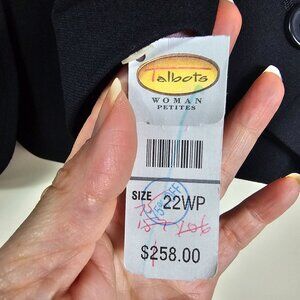 Talbots
WOMAN
PETITES
SIZE 22WP
$258.00